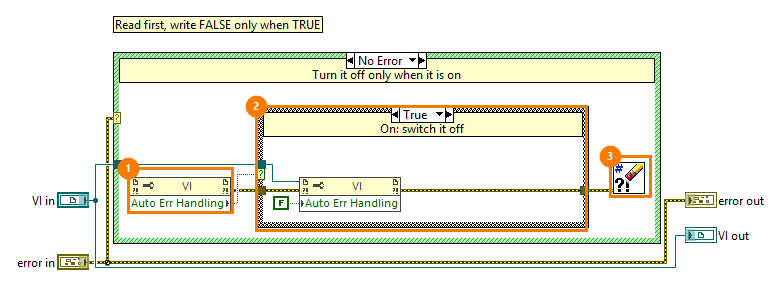 Read first, write FALSE only when TRUE
No Error
Turn it off only when it is on
2
True
On: switch it off
?
1
3
#
?!
VI
?!
?!
Auto Err Handling
?
VI
?!
?!
F
Auto Err Handling
VI in
error out
VI out
error in